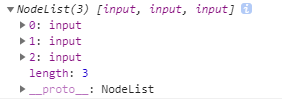 ▼ NodeList(3) [input, input, input] i
▶ 0: input
▶ 1: input
▶ 2: input
length: 3
▶ __proto__: NodeList